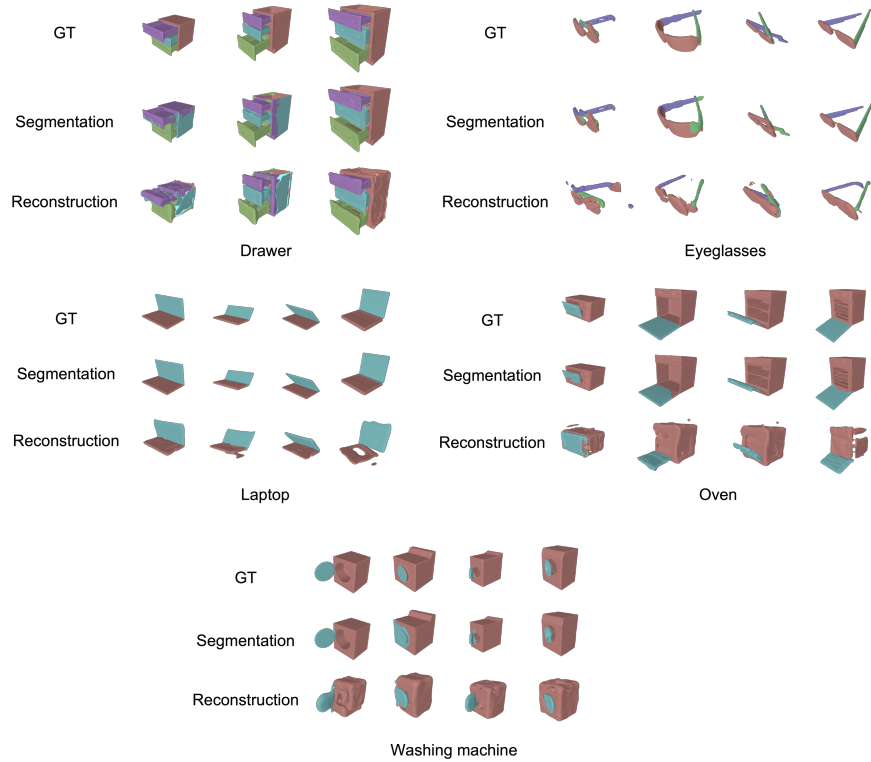 GT
Segmentation
Reconstruction
Drawer
GT
Segmentation
Reconstruction
Eyeglasses
GT
Segmentation
Reconstruction
Laptop
GT
Segmentation
Reconstruction
Oven
GT
Segmentation
Reconstruction
Washing machine